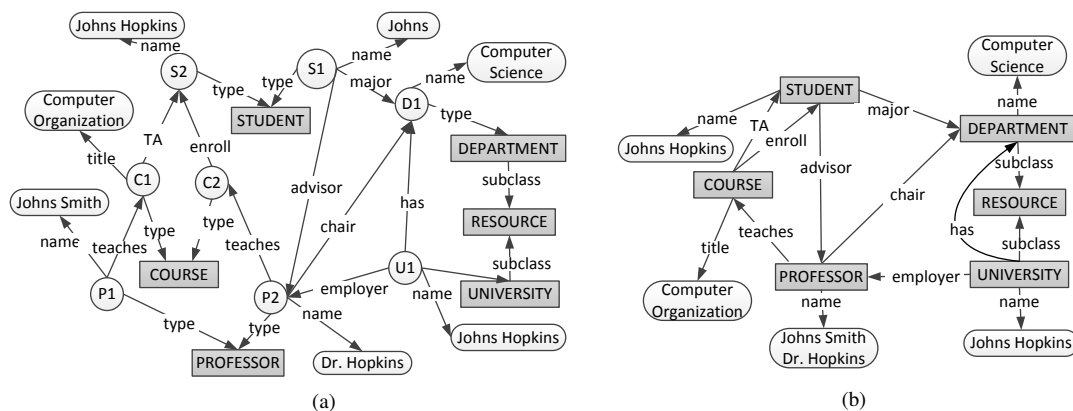 Johns Hopkins
name
S2
type
S1
name
Johns
type
major
name
Computer
Science
D1
type
STUDENT
Computer
Organization
TA
enroll
DEPARTMENT
title
C1
C2
advisor
subclass
Johns Smith
type
type
has
RESOURCE
name
teaches
teaches
chair
subclass
COURSE
U1
P1
P2
employer
UNIVERSITY
type
type
name
name
Johns Hopkins
PROFESSOR
Dr. Hopkins
(a)
Computer
Science
STUDENT
name
major
name
TA
enroll
DEPARTMENT
Johns Hopkins
advisor
subclass
COURSE
chair
RESOURCE
title
teaches
has
subclass
PROFESSOR
employer
UNIVERSITY
Computer
Organization
name
name
Johns Smith
Dr. Hopkins
Johns Hopkins
(b)